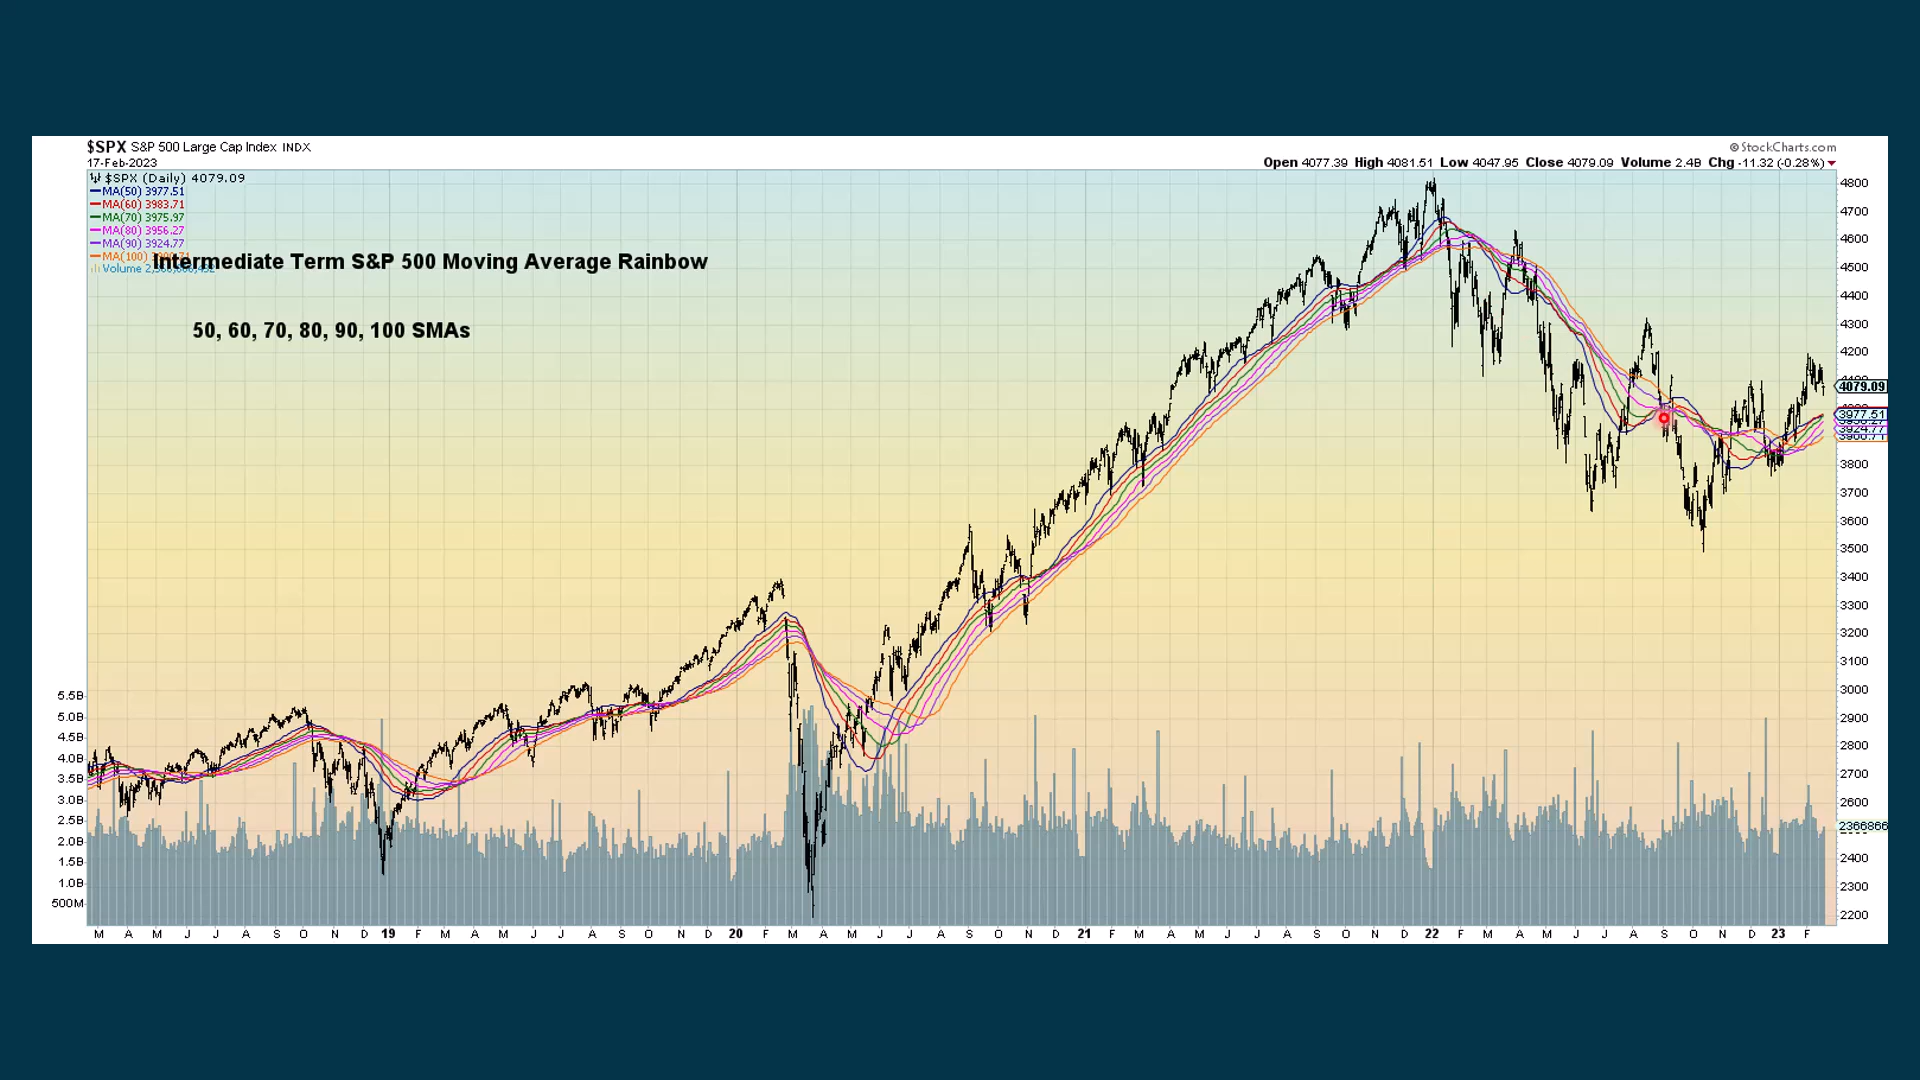 $SPX S&P 500 Large Cap Index INDX
© StockCharts.com
17-Feb-2023
Open 4077.39 High 4081.51 Low 4047.95 Close 4079.09 Volume 2.4B Chg -11.32 (-0.28%)
$SPX (Daily) 4079.09
MA(50) 3977.51
MA(60) 3983.71
MA(70) 3975.97
MA(80) 3956.27
MA(90) 3924.77
MA(100)
Volume
Intermediate Term S&P 500 Moving Average Rainbow
50, 60, 70, 80, 90, 100 SMAs
4800
4700
4600
4500
4400
4300
4200
4079.09
3977.51
3924.77
3800
3700
3600
3500
3400
3300
3200
3100
3000
2900
2800
2700
2600
2366866
2400
2300
2200
5.5B
5.0B
4.5B
4.0B
3.5B
3.0B
2.5B
2.0B
1.5B
1.0B
500M
M A M J J A S O N D 19 F M A M J J A S O N D 20 F M A M J J A S O N D 21 F M A M J J A S O N D 22 F M A M J J A S O N D 23 F